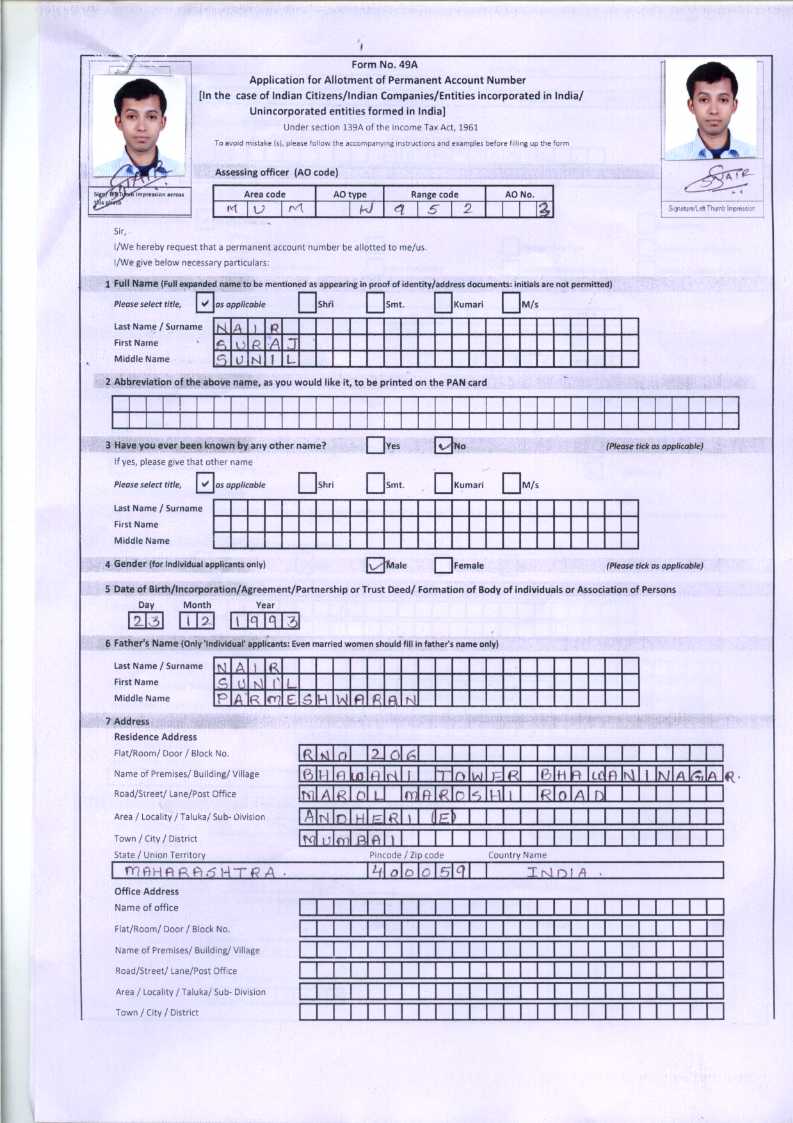 Form No. 49A
Application for Allotment of Permanent Account Number
[In the case of Indian Citizens/Indian Companies/Entities incorporated in India/
Unincorporated entities formed in India]
Under section 139A of the Income Tax Act, 1961
To avoid mistake (s), please follow the accompanying instructions and examples before filling up the form
Assessing officer (AO code)
Area code AO type Range code AO No.
MUM W 952 3
impression across
NAIR
Signature/Left Thumb Impression
Sir,
I/We hereby request that a permanent account number be allotted to me/us.
I/We give below necessary particulars:
1 Full Name (Full expanded name to be mentioned as appearing in proof of identity/address documents: initials are not permitted)
Please select title, ✓ as applicable Shri Smt. Kumari M/s
Last Name / Surname NAIR
First Name SURAJ
Middle Name SUNIL
2 Abbreviation of the above name, as you would like it, to be printed on the PAN card
3 Have you ever been known by any other name? Yes ✓ No (Please tick as applicable)
If yes, please give that other name
Please select title, ✓ as applicable Shri Smt. Kumari M/s
Last Name / Surname
First Name
Middle Name
4 Gender (for Individual applicants only) ✓ Male Female (Please tick as applicable)
5 Date of Birth/Incorporation/Agreement/Partnership or Trust Deed/ Formation of Body of individuals or Association of Persons
Day Month Year
23 12 1993
6 Father's Name (Only 'Individual' applicants: Even married women should fill in father's name only)
Last Name / Surname NAIR
First Name SUNIL
Middle Name PARMESHWARAN
7 Address
Residence Address
Flat/Room/ Door / Block No. RNO 206
Name of Premises/ Building/ Village BHAWANI TOWER BHAWANINAGAR.
Road/Street/ Lane/Post Office MAROL MAROSHI ROAD
Area / Locality / Taluka/ Sub- Division ANDHERI (E)
Town / City / District MUMBAI
State / Union Territory Pincode / Zip code Country Name
MAHARASHTRA. 400059 INDIA.
Office Address
Name of office
Flat/Room/ Door / Block No.
Name of Premises/ Building/ Village
Road/Street/ Lane/Post Office
Area / Locality / Taluka/ Sub- Division
Town / City / District